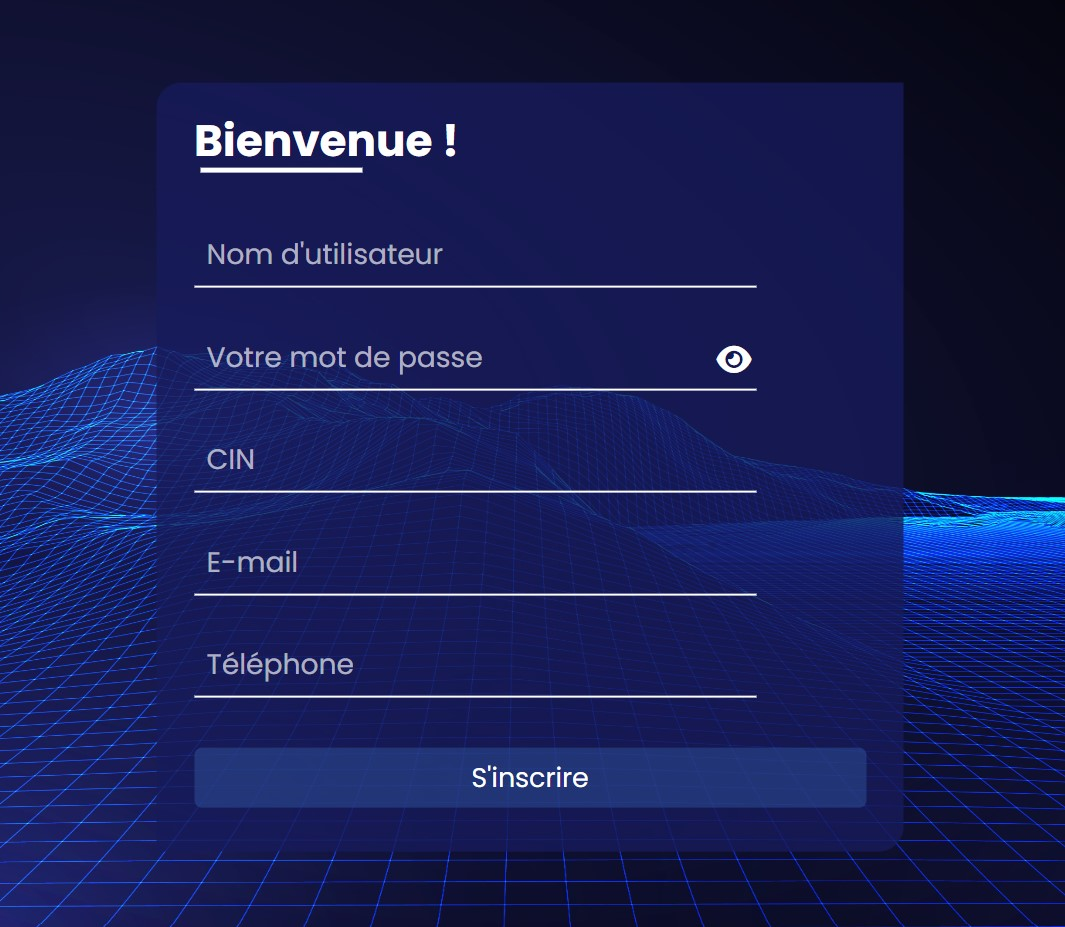 Bienvenue !
Nom d'utilisateur
Votre mot de passe
CIN
E-mail
Téléphone
S'inscrire